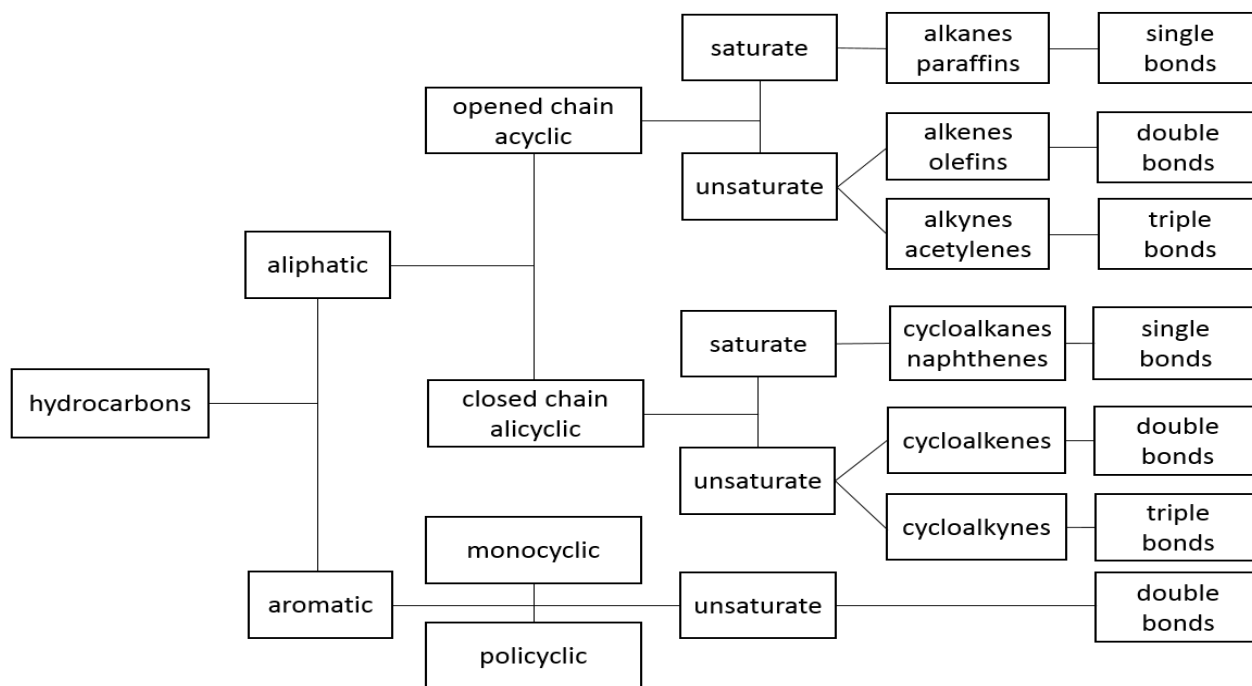 saturate
alkanes
paraffins
single
bonds
opened chain
acyclic
alkenes
olefins
double
bonds
unsaturate
alkynes
acetylenes
triple
bonds
aliphatic
saturate
cycloalkanes
naphthenes
single
bonds
hydrocarbons
closed chain
alicyclic
cycloalkenes
double
bonds
unsaturate
cycloalkynes
triple
bonds
monocyclic
aromatic
unsaturate
double
bonds
policyclic